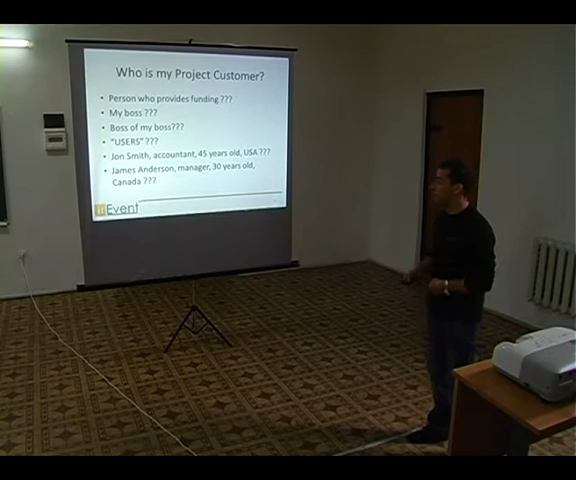 Who is my Project Customer?
• Person who provides funding ???
• My boss ???
• Boss of my boss???
• "USERS" ???
• Jon Smith, accountant, 45 years old, USA ???
• James Anderson, manager, 30 years old,
Canada ???
itEvent